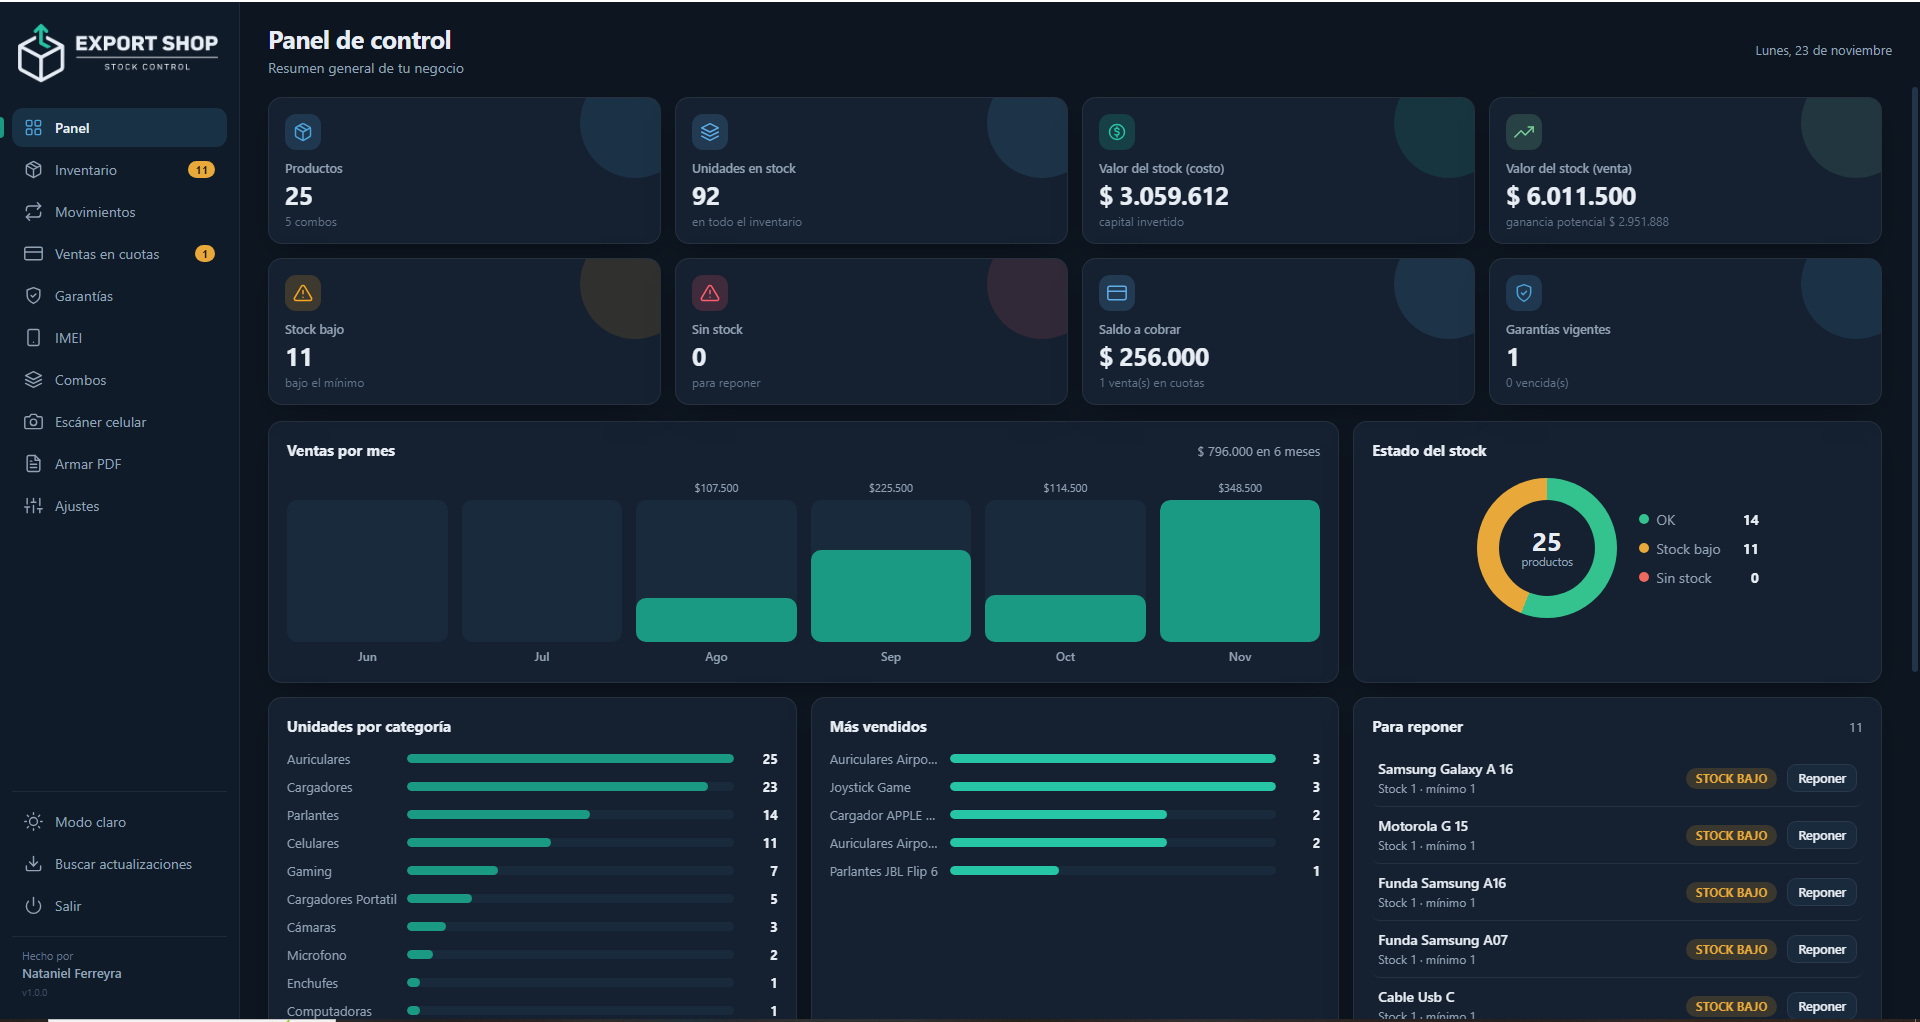 EXPORT SHOP
STOCK CONTROL
Panel
Inventario 11
Movimientos
Ventas en cuotas 1
Garantías
IMEI
Combos
Escáner celular
Armar PDF
Ajustes
Modo claro
Buscar actualizaciones
Salir
Hecho por
Nataniel Ferreyra
v1.0.0
Panel de control
Resumen general de tu negocio
Lunes, 23 de noviembre
Productos
25
5 combos
Unidades en stock
92
en todo el inventario
Valor del stock (costo)
$ 3.059.612
capital invertido
Valor del stock (venta)
$ 6.011.500
ganancia potencial $ 2.951.888
Stock bajo
11
bajo el mínimo
Sin stock
0
para reponer
Saldo a cobrar
$ 256.000
1 venta(s) en cuotas
Garantías vigentes
1
0 vencida(s)
Ventas por mes
$ 796.000 en 6 meses
$107.500 $225.500 $114.500 $348.500
Jun Jul Ago Sep Oct Nov
Estado del stock
25
productos
OK 14
Stock bajo 11
Sin stock 0
Unidades por categoría
Auriculares 25
Cargadores 23
Parlantes 14
Celulares 11
Gaming 7
Cargadores Portatil 5
Cámaras 3
Microfono 2
Enchufes 1
Computadoras 1
Más vendidos
Auriculares Airpo... 3
Joystick Game 3
Cargador APPLE ... 2
Auriculares Airpo... 2
Parlantes JBL Flip 6 1
Para reponer 11
Samsung Galaxy A 16
Stock 1 · mínimo 1
STOCK BAJO Reponer
Motorola G 15
Stock 1 · mínimo 1
STOCK BAJO Reponer
Funda Samsung A16
Stock 1 · mínimo 1
STOCK BAJO Reponer
Funda Samsung A07
Stock 1 · mínimo 1
STOCK BAJO Reponer
Cable Usb C
Stock 1 · mínimo 1
STOCK BAJO Reponer